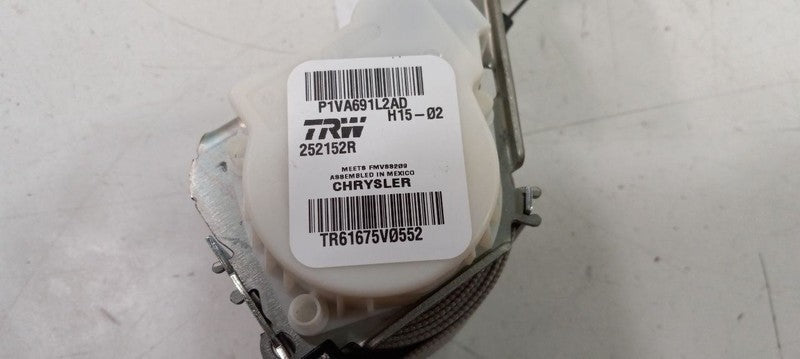 P1VA691L2AD
H15-02
TRW
252152R
MEETS FMVSS209
ASSEMBLED IN MEXICO
CHRYSLER
TR61675V0552